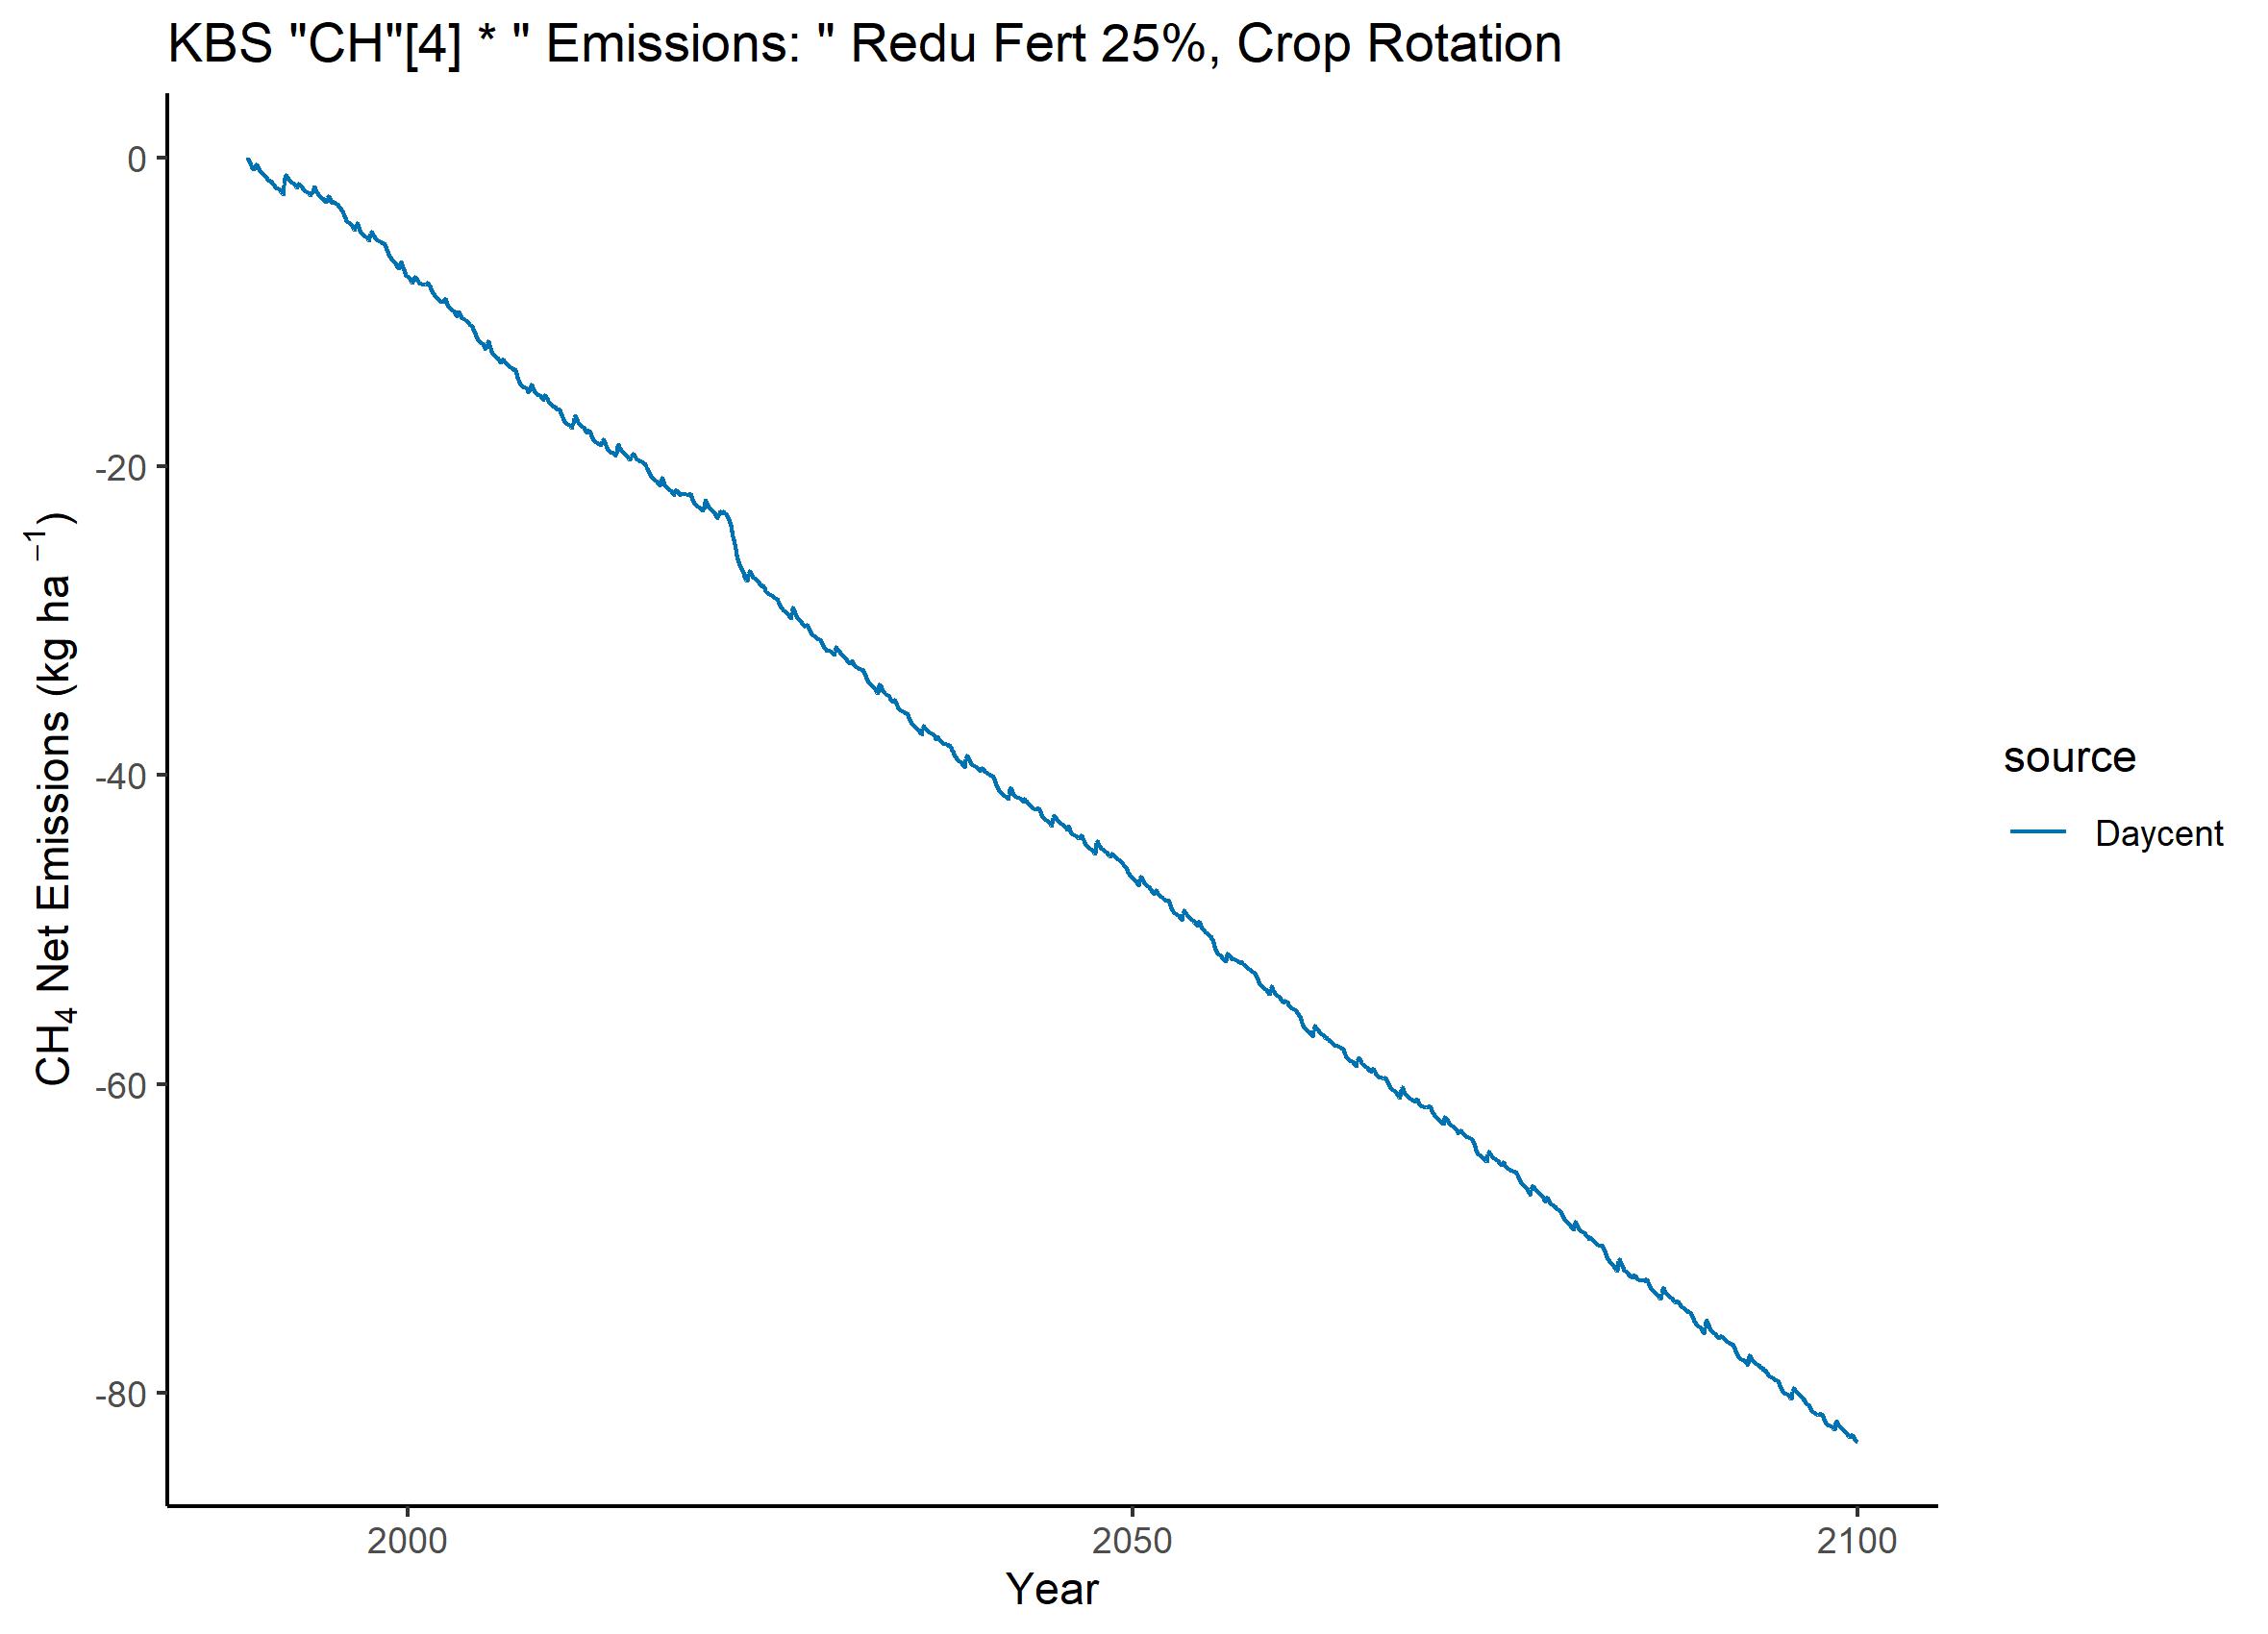 KBS "CH"[4] * " Emissions: " Redu Fert 25%, Crop Rotation
CH₄ Net Emissions (kg ha ⁻¹)
0
-20
-40
-60
-80
2000 2050 2100
Year
source
Daycent